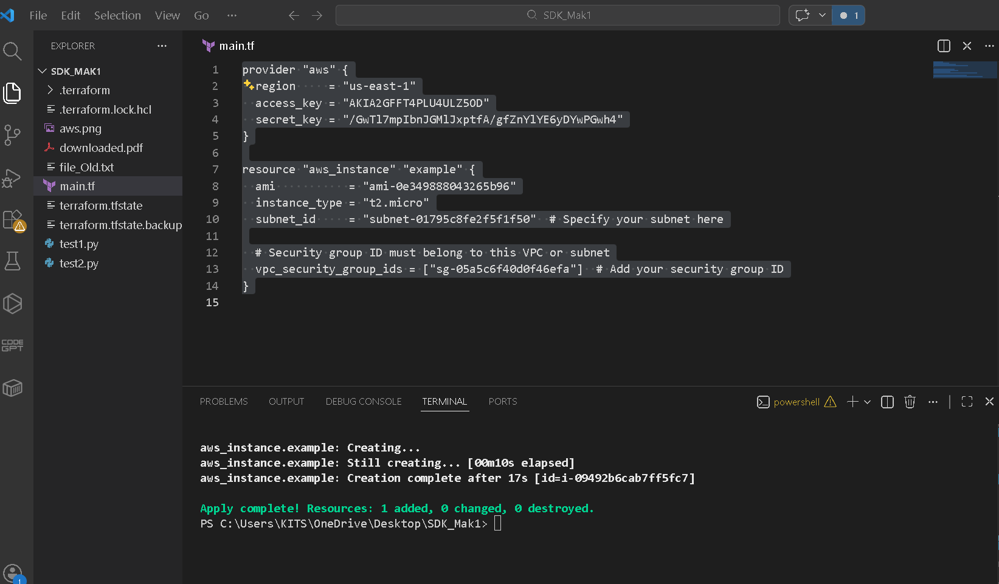 File Edit Selection View Go ···
SDK_Mak1
1
EXPLORER
SDK_MAK1
.terraform
.terraform.lock.hcl
aws.png
downloaded.pdf
file_Old.txt
main.tf
terraform.tfstate
terraform.tfstate.backup
test1.py
test2.py
CODE
GPT
1
main.tf
1 provider "aws" {
2 region = "us-east-1"
3 access_key = "AKIA2GFFT4PLU4ULZ5OD"
4 secret_key = "/GwTl7mpIbnJGMlJxptfA/gfZnYlYE6yDYwPGwh4"
5 }
6
7 resource "aws_instance" "example" {
8 ami = "ami-0e349888043265b96"
9 instance_type = "t2.micro"
10 subnet_id = "subnet-01795c8fe2f5f1f50" # Specify your subnet here
11
12 # Security group ID must belong to this VPC or subnet
13 vpc_security_group_ids = ["sg-05a5c6f40d0f46efa"] # Add your security group ID
14 }
15
PROBLEMS OUTPUT DEBUG CONSOLE TERMINAL PORTS
powershell
aws_instance.example: Creating...
aws_instance.example: Still creating... [00m10s elapsed]
aws_instance.example: Creation complete after 17s [id=i-09492b6cab7ff5fc7]
Apply complete! Resources: 1 added, 0 changed, 0 destroyed.
PS C:\Users\KITS\OneDrive\Desktop\SDK_Mak1>